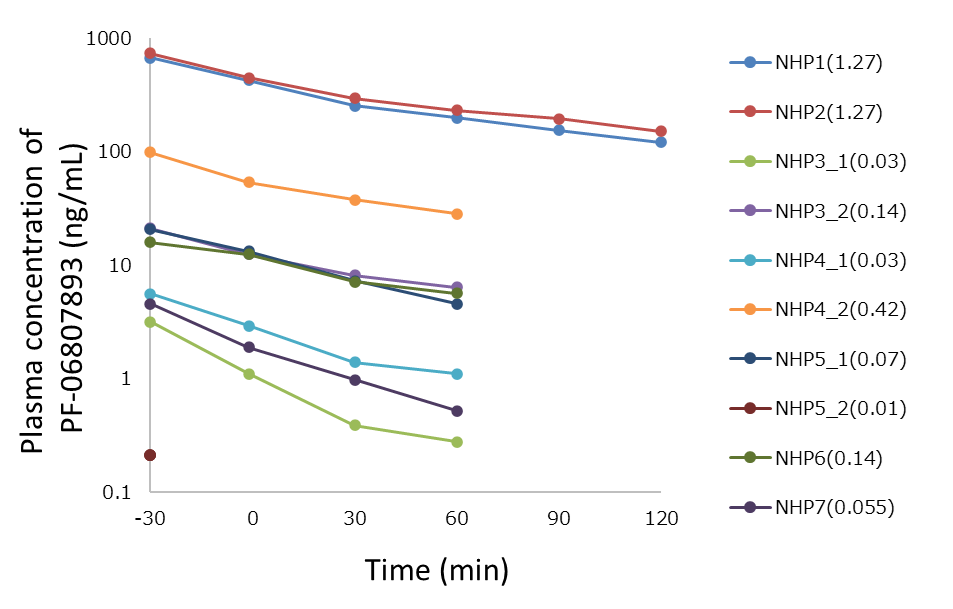 Plasma concentration of
PF-06807893 (ng/mL)
1000
100
10
1
0.1
-30 0 30 60 90 120
Time (min)
NHP1(1.27)
NHP2(1.27)
NHP3_1(0.03)
NHP3_2(0.14)
NHP4_1(0.03)
NHP4_2(0.42)
NHP5_1(0.07)
NHP5_2(0.01)
NHP6(0.14)
NHP7(0.055)